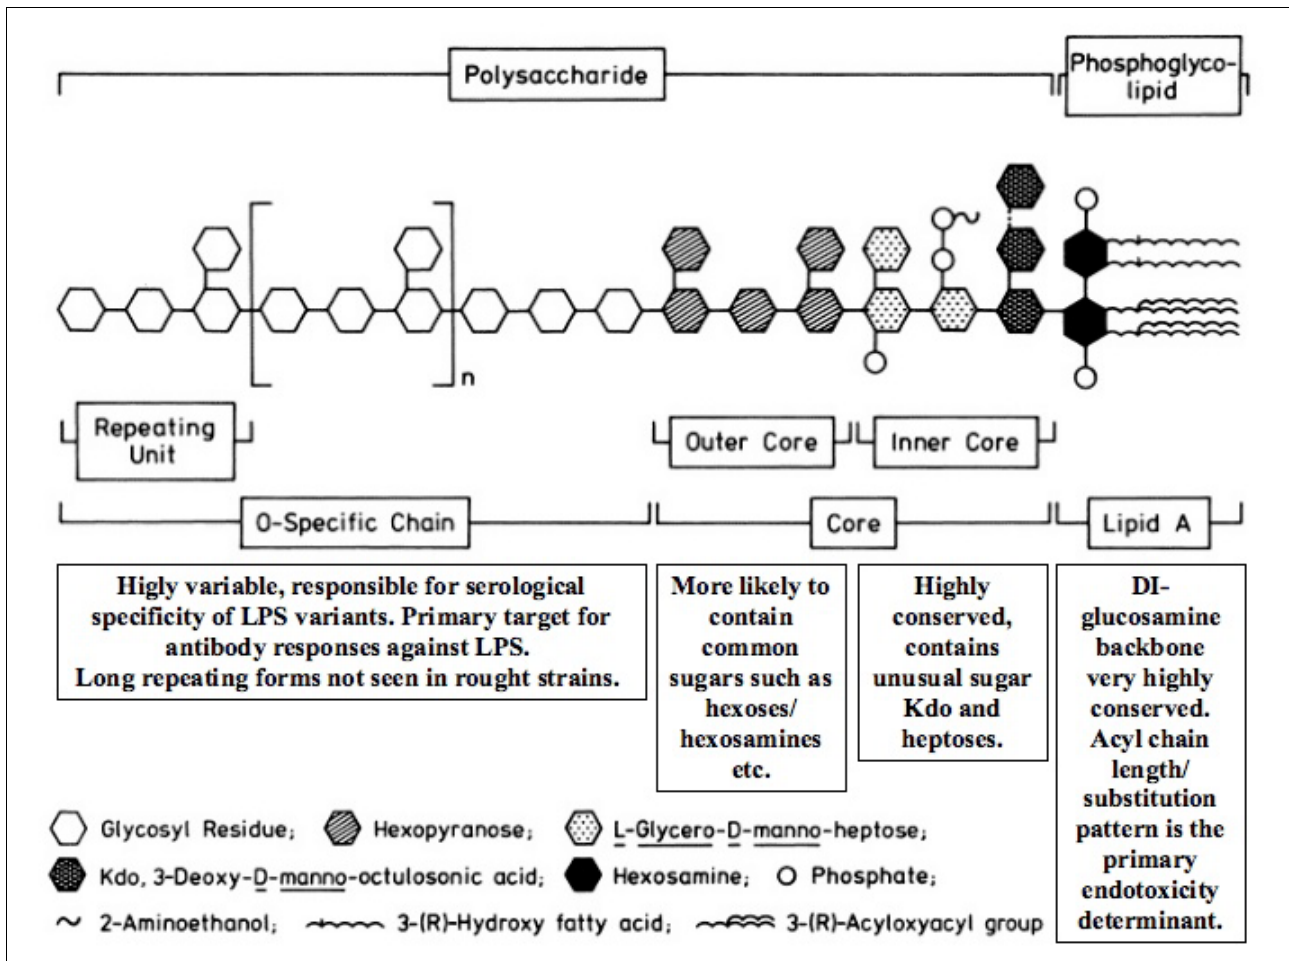 Polysaccharide
Phosphoglyco-
lipid
n
Repeating
Unit
Outer Core
Inner Core
O-Specific Chain
Core
Lipid A
Higly variable, responsible for serological
specificity of LPS variants. Primary target for
antibody responses against LPS.
Long repeating forms not seen in rought strains.
More likely to
contain
common
sugars such as
hexoses/
hexosamines
etc.
Highly
conserved,
contains
unusual sugar
Kdo and
heptoses.
DI-
glucosamine
backbone
very highly
conserved.
Acyl chain
length/
substitution
pattern is the
primary
endotoxicity
determinant.
Glycosyl Residue; Hexopyranose; L-Glycero-D-manno-heptose;
Kdo, 3-Deoxy-D-manno-octulosonic acid; Hexosamine; Phosphate;
~ 2-Aminoethanol; 3-(R)-Hydroxy fatty acid; 3-(R)-Acyloxyacyl group